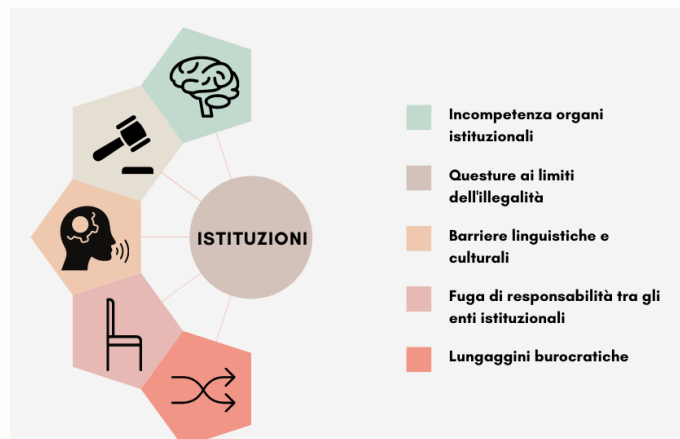 ISTITUZIONI
Incompetenza organi
istituzionali
Questure ai limiti
dell'illegalità
Barriere linguistiche e
culturali
Fuga di responsabilità tra gli
enti istituzionali
Lungaggini burocratiche